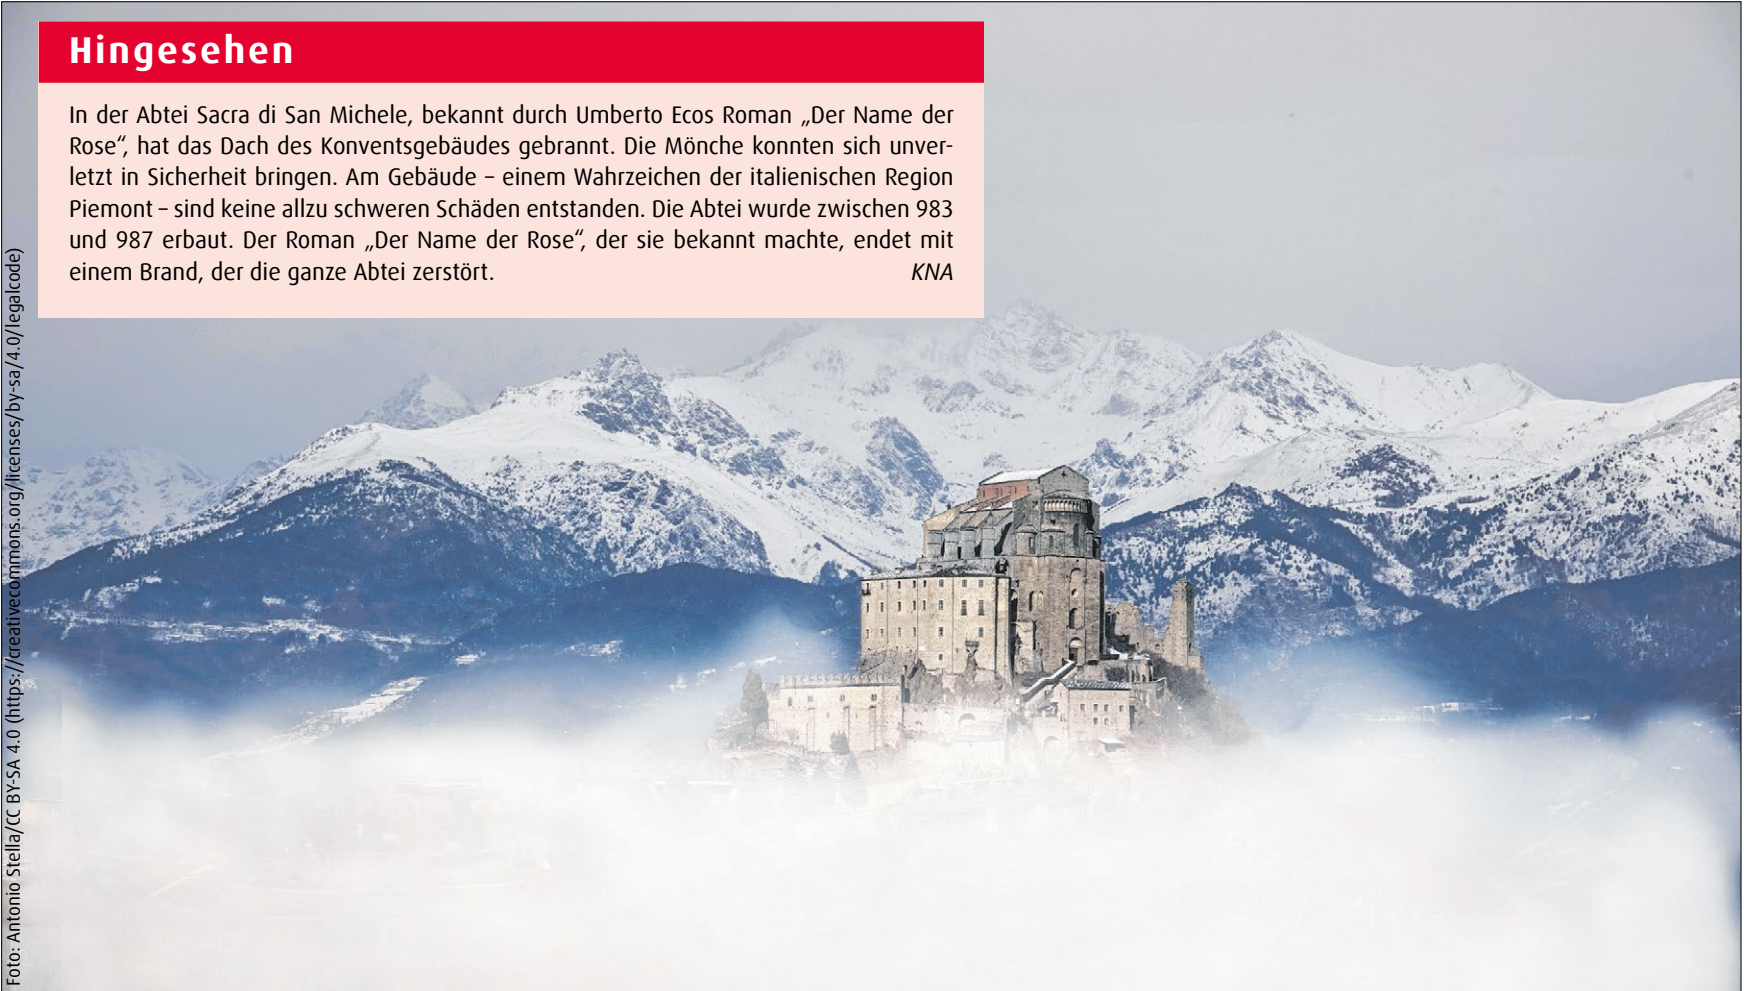 Hingesehen
In der Abtei Sacra di San Michele, bekannt durch Umberto Ecos Roman „Der Name der
Rose“, hat das Dach des Konventsgebäudes gebrannt. Die Mönche konnten sich unver-
letzt in Sicherheit bringen. Am Gebäude – einem Wahrzeichen der italienischen Region
Piemont – sind keine allzu schweren Schäden entstanden. Die Abtei wurde zwischen 983
und 987 erbaut. Der Roman „Der Name der Rose“, der sie bekannt machte, endet mit
einem Brand, der die ganze Abtei zerstört. KNA
Foto: Antonio Stella/CC BY-SA 4.0 (https://creativecommons.org/licenses/by-sa/4.0/legalcode)